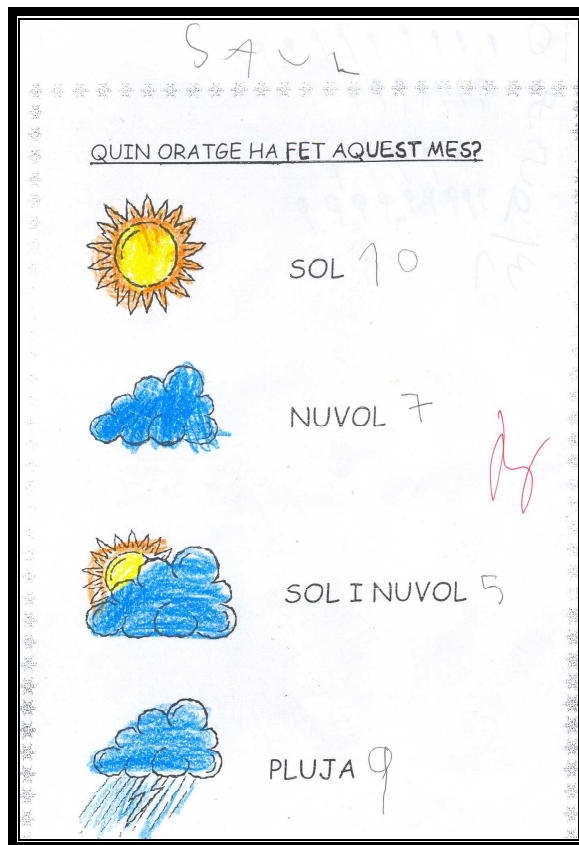 SAUL
QUIN ORATGE HA FET AQUEST MES?
SOL 10
NUVOL 7
SOL I NUVOL 5
PLUJA 9